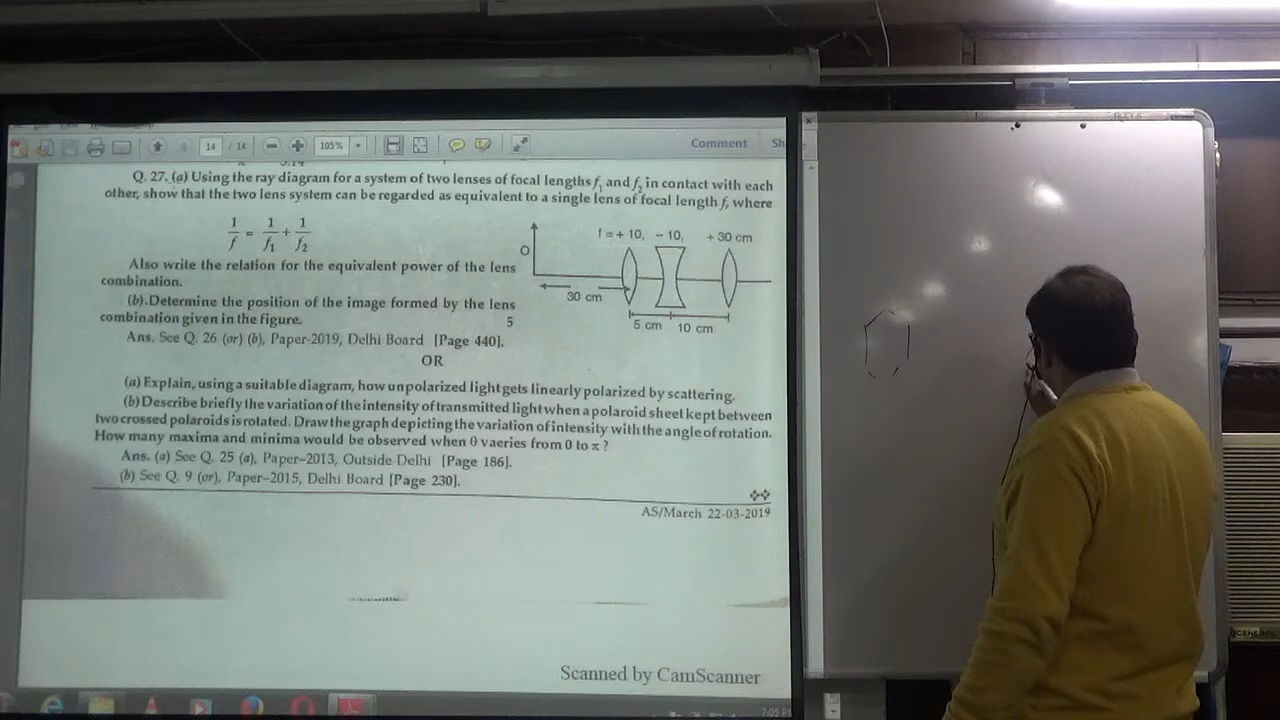 14 / 14
105%
Comment
Sh
Q. 27. (a) Using the ray diagram for a system of two lenses of focal lengths f₁ and f₂ in contact with each
other, show that the two lens system can be regarded as equivalent to a single lens of focal length f, where
1/f = 1/f₁ + 1/f₂
Also write the relation for the equivalent power of the lens
combination.
(b).Determine the position of the image formed by the lens
combination given in the figure. 5
f = + 10, – 10, + 30 cm
O
30 cm
5 cm 10 cm
Ans. See Q. 26 (or) (b), Paper-2019, Delhi Board [Page 440].
OR
(a) Explain, using a suitable diagram, how unpolarized light gets linearly polarized by scattering.
(b) Describe briefly the variation of the intensity of transmitted light when a polaroid sheet kept between
two crossed polaroids is rotated. Draw the graph depicting the variation of intensity with the angle of rotation.
How many maxima and minima would be observed when θ vaeries from 0 to π ?
Ans. (a) See Q. 25 (a), Paper–2013, Outside Delhi [Page 186].
(b) See Q. 9 (or), Paper–2015, Delhi Board [Page 230].
AS/March 22-03-2019
Scanned by CamScanner
7:05 P